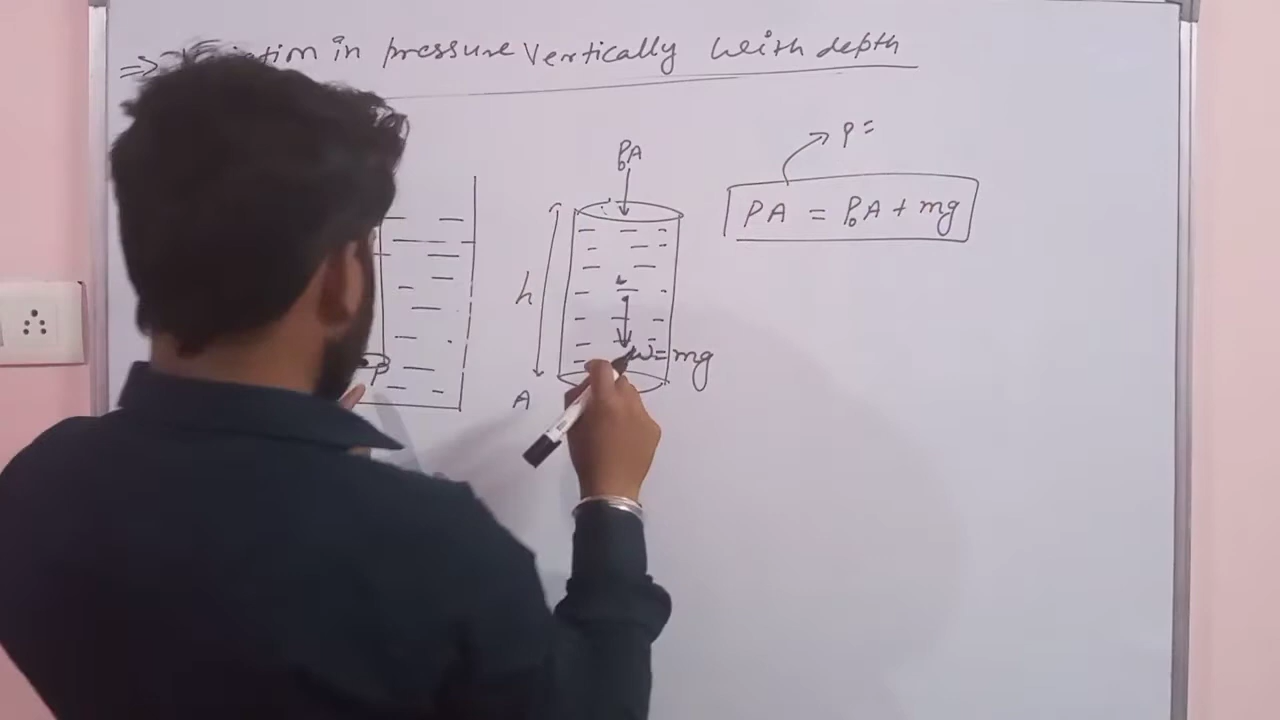 ⇒ in pressure Vertically with depth
P₀A
p =
PA = P₀A + mg
h
W = mg
P
A